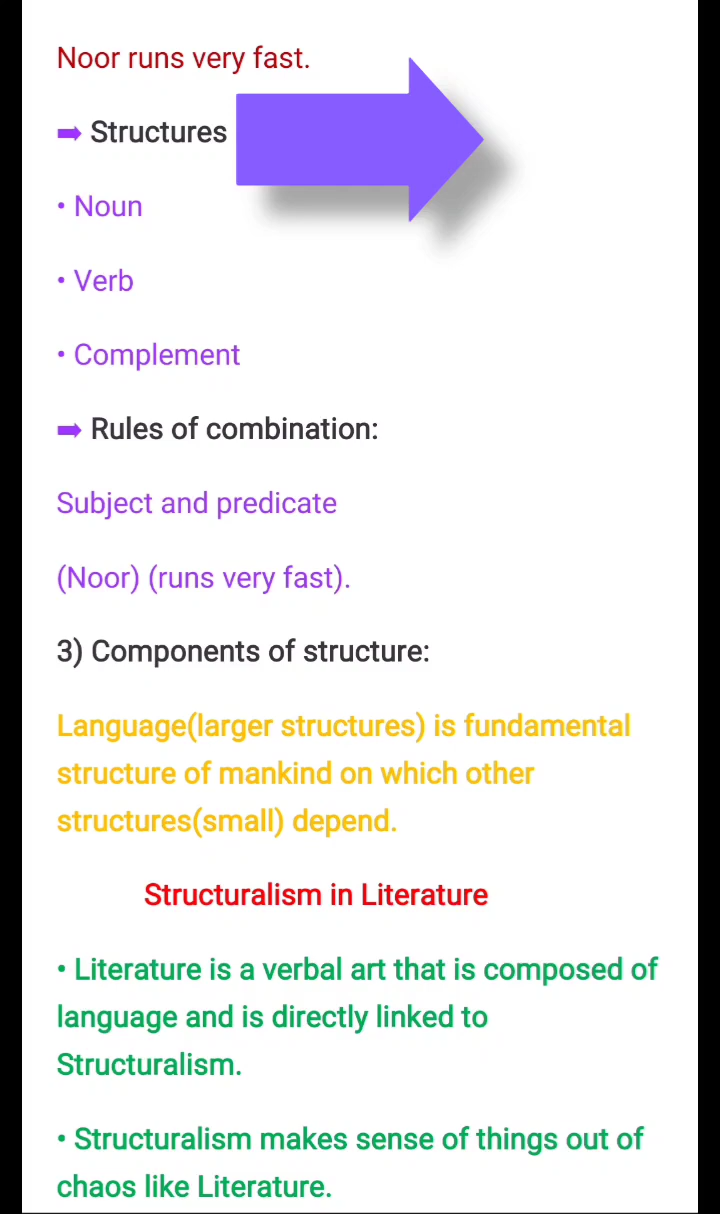 Noor runs very fast.
➡ Structures
• Noun
• Verb
• Complement
➡ Rules of combination:
Subject and predicate
(Noor) (runs very fast).
3) Components of structure:
Language(larger structures) is fundamental
structure of mankind on which other
structures(small) depend.
Structuralism in Literature
• Literature is a verbal art that is composed of
language and is directly linked to
Structuralism.
• Structuralism makes sense of things out of
chaos like Literature.